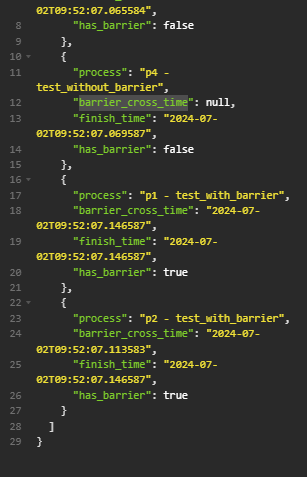 02T09:52:07.065584",
8 "has_barrier": false
9 },
10 {
11 "process": "p4 -
test_without_barrier",
12 "barrier_cross_time": null,
13 "finish_time": "2024-07-
02T09:52:07.069587",
14 "has_barrier": false
15 },
16 {
17 "process": "p1 - test_with_barrier",
18 "barrier_cross_time": "2024-07-
02T09:52:07.146587",
19 "finish_time": "2024-07-
02T09:52:07.146587",
20 "has_barrier": true
21 },
22 {
23 "process": "p2 - test_with_barrier",
24 "barrier_cross_time": "2024-07-
02T09:52:07.113583",
25 "finish_time": "2024-07-
02T09:52:07.146587",
26 "has_barrier": true
27 }
28 ]
29 }